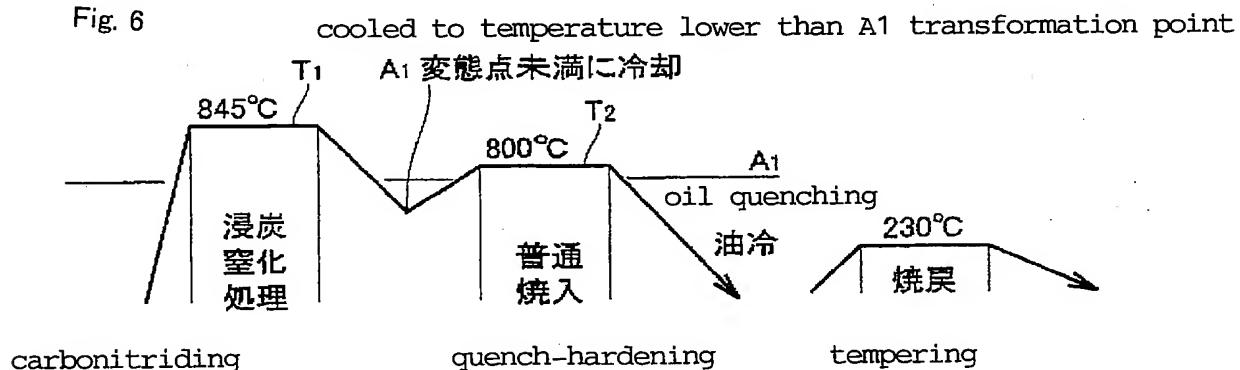 Fig. 6
cooled to temperature lower than A1 transformation point
T1
A1 変態点未満に冷却
845℃
T2
800℃
A1
oil quenching
油冷
230℃
浸炭
窒化
処理
普通
焼入
焼戻
carbonitriding
quench-hardening
tempering